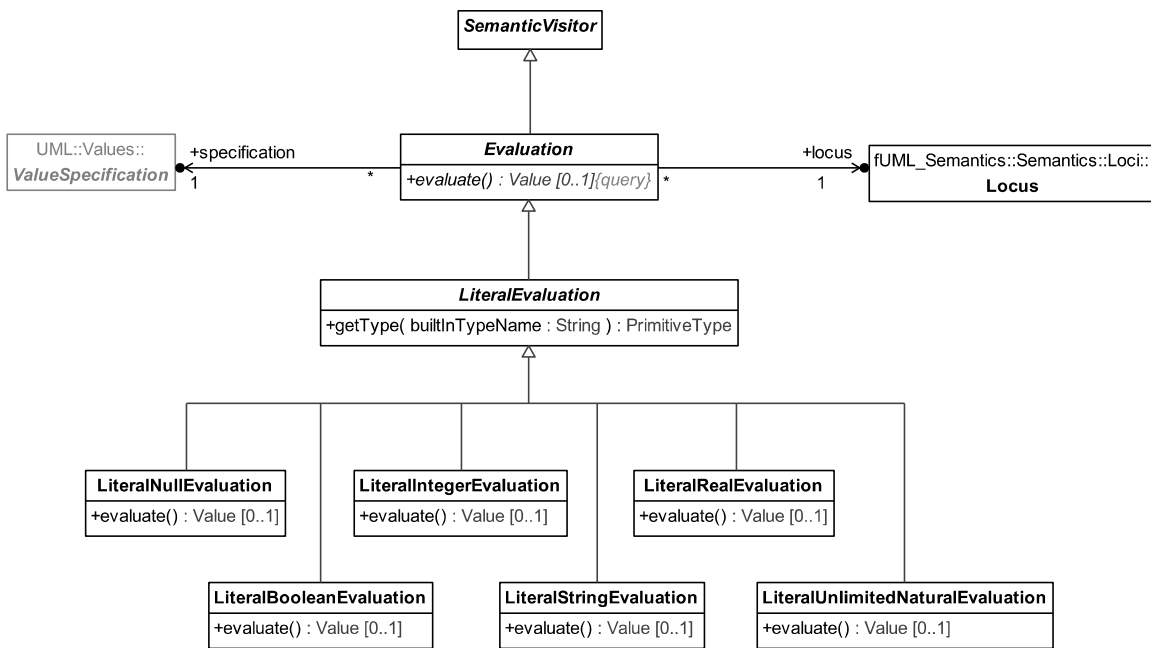 SemanticVisitor
UML::Values::
ValueSpecification
+specification
1
*
Evaluation
+evaluate() : Value [0..1]{query}
*
+locus
1
fUML_Semantics::Semantics::Loci::
Locus
LiteralEvaluation
+getType( builtInTypeName : String ) : PrimitiveType
LiteralNullEvaluation
+evaluate() : Value [0..1]
LiteralIntegerEvaluation
+evaluate() : Value [0..1]
LiteralRealEvaluation
+evaluate() : Value [0..1]
LiteralBooleanEvaluation
+evaluate() : Value [0..1]
LiteralStringEvaluation
+evaluate() : Value [0..1]
LiteralUnlimitedNaturalEvaluation
+evaluate() : Value [0..1]